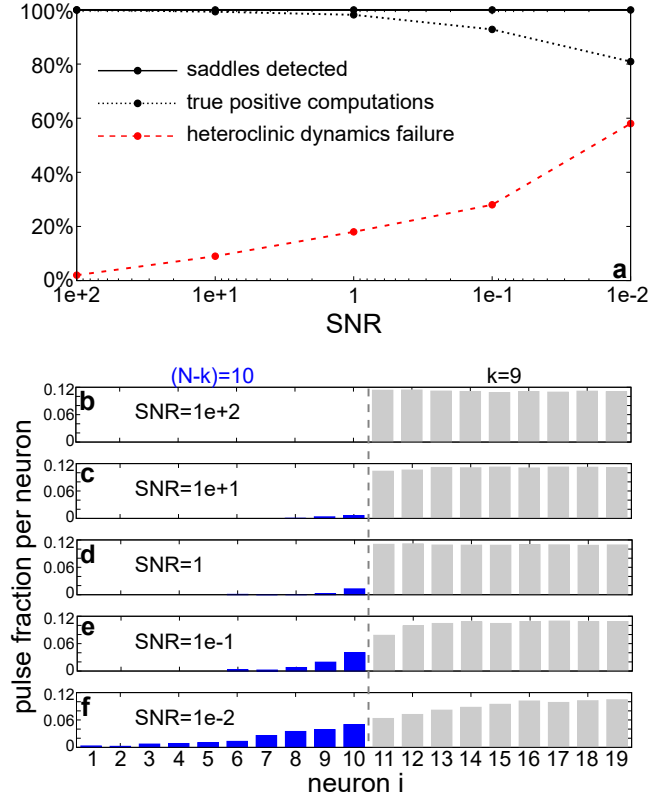 100%
80%
60%
40%
20%
0%
saddles detected
true positive computations
heteroclinic dynamics failure
a
1e+2 1e+1 1 1e-1 1e-2
SNR
(N-k)=10 k=9
pulse fraction per neuron
0.12
0.06
0
b
SNR=1e+2
0.12
0.06
0
c
SNR=1e+1
0.12
0.06
0
d
SNR=1
0.12
0.06
0
e
SNR=1e-1
0.12
0.06
0
f
SNR=1e-2
1 2 3 4 5 6 7 8 9 10 11 12 13 14 15 16 17 18 19
neuron i